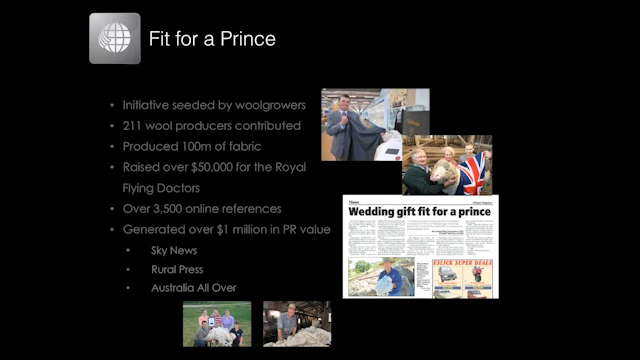 Fit for a Prince
• Initiative seeded by woolgrowers
• 211 wool producers contributed
• Produced 100m of fabric
• Raised over $50,000 for the Royal
Flying Doctors
• Over 3,500 online references
• Generated over $1 million in PR value
• Sky News
• Rural Press
• Australia All Over
News
Wedding gift fit for a prince
ESLICK SUPER DEALS